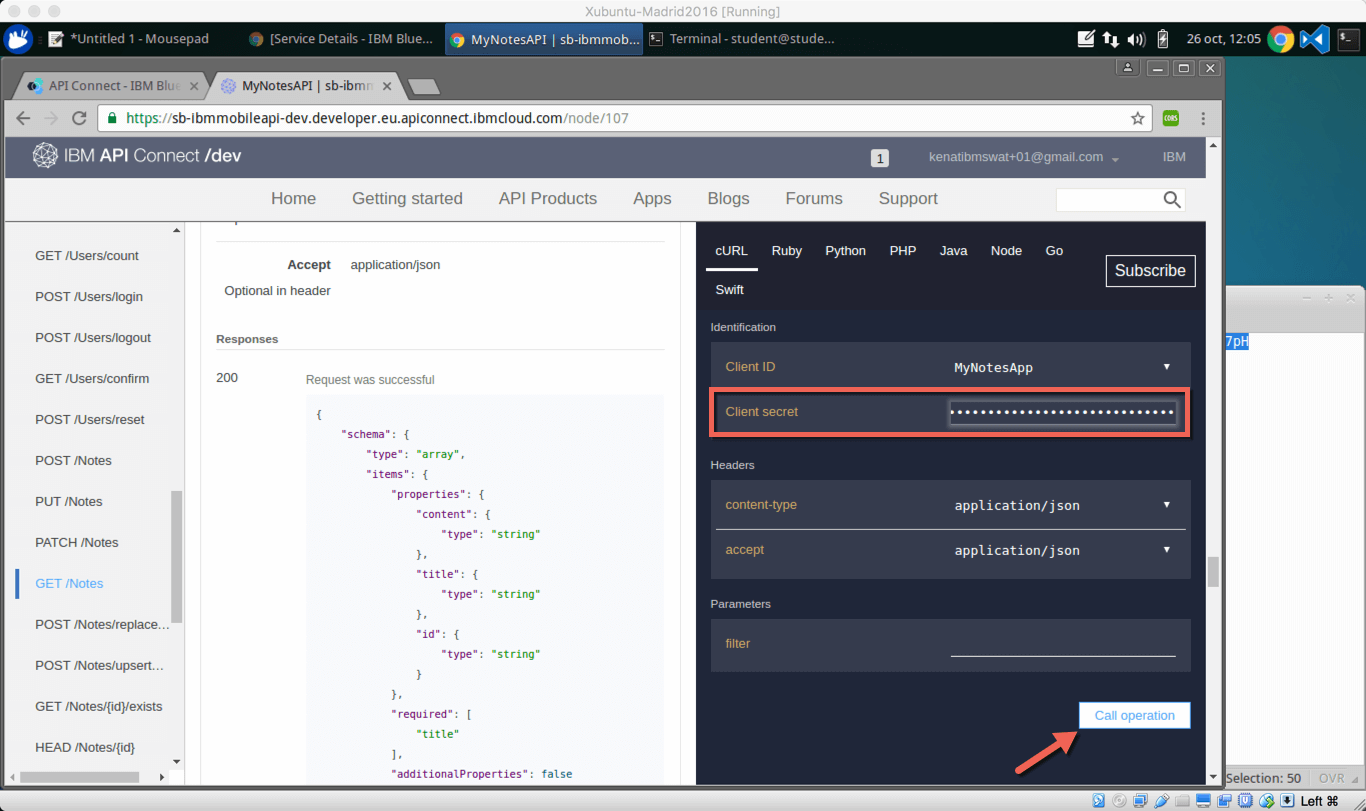 Xubuntu-Madrid2016 [Running]
*Untitled 1 - Mousepad
[Service Details - IBM Blue...
MyNotesAPI | sb-ibmmob...
Terminal - student@stude...
26 oct, 12:05
API Connect - IBM Blue
MyNotesAPI | sb-ibmm
https://sb-ibmmobileapi-dev.developer.eu.apiconnect.ibmcloud.com/node/107
CORS
IBM API Connect /dev
1
kenatibmswat+01@gmail.com
IBM
Home
Getting started
API Products
Apps
Blogs
Forums
Support
GET /Users/count
POST /Users/login
POST /Users/logout
GET /Users/confirm
POST /Users/reset
POST /Notes
PUT /Notes
PATCH /Notes
GET /Notes
POST /Notes/replace...
POST /Notes/upsert...
GET /Notes/{id}/exists
HEAD /Notes/{id}
Accept application/json
Optional in header
Responses
200 Request was successful
{
"schema": {
"type": "array",
"items": {
"properties": {
"content": {
"type": "string"
},
"title": {
"type": "string"
},
"id": {
"type": "string"
}
},
"required": [
"title"
],
"additionalProperties": false
cURL Ruby Python PHP Java Node Go
Swift
Subscribe
Identification
Client ID MyNotesApp
Client secret ••••••••••••••••••••••••••••
Headers
content-type application/json
accept application/json
Parameters
filter
Call operation
7pH
Selection: 50 OVR
Left ⌘